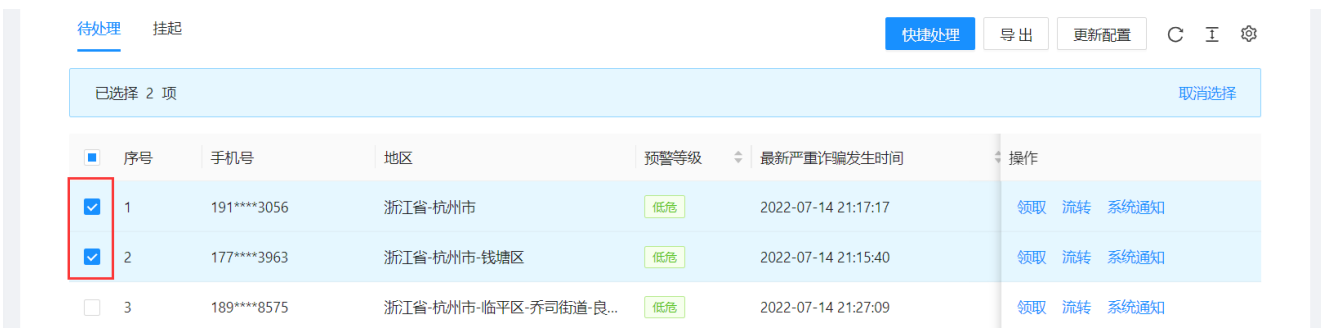 待处理 挂起 快捷处理 导出 更新配置
已选择 2 项 取消选择
序号 手机号 地区 预警等级 最新严重诈骗发生时间 操作
1 191****3056 浙江省-杭州市 低危 2022-07-14 21:17:17 领取 流转 系统通知
2 177****3963 浙江省-杭州市-钱塘区 低危 2022-07-14 21:15:40 领取 流转 系统通知
3 189****8575 浙江省-杭州市-临平区-乔司街道-良... 低危 2022-07-14 21:27:09 领取 流转 系统通知